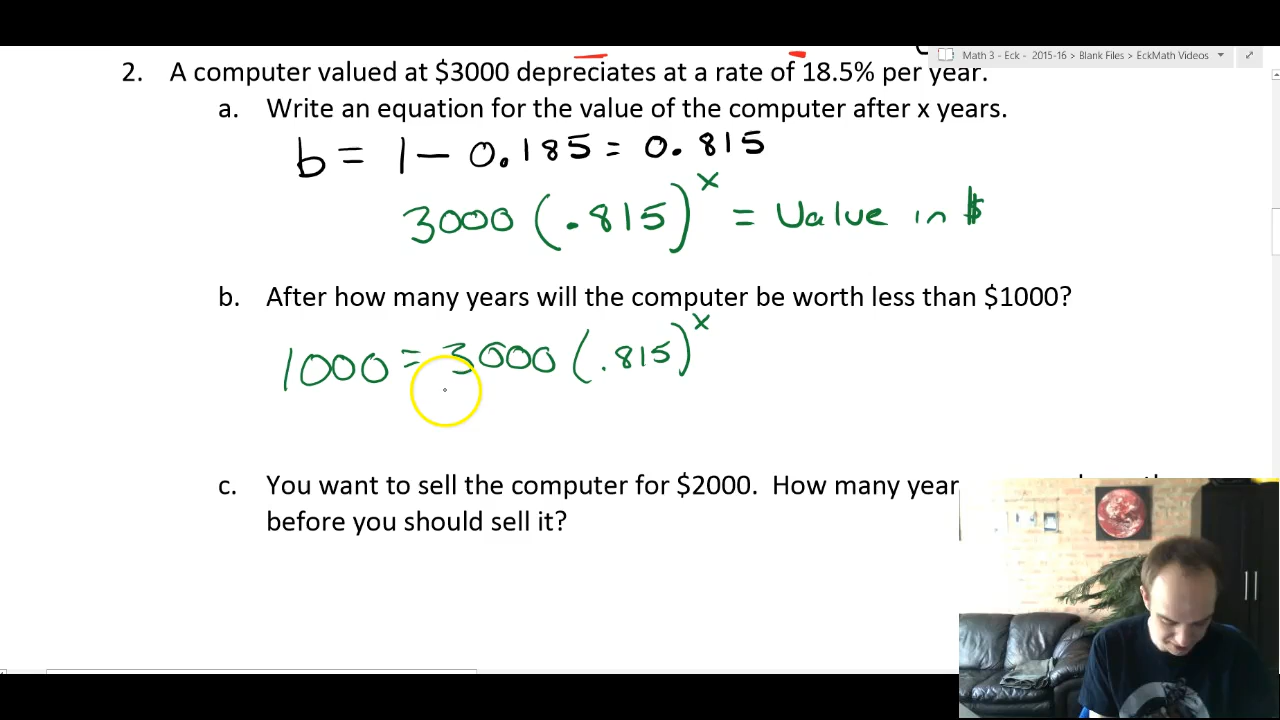 Math 3 - Eck - 2015-16 > Blank Files > EckMath Videos
2. A computer valued at $3000 depreciates at a rate of 18.5% per year.
a. Write an equation for the value of the computer after x years.
b = 1 - 0.185 = 0.815
3000 (.815)^x = Value in $
b. After how many years will the computer be worth less than $1000?
1000 = 3000 (.815)^x
c. You want to sell the computer for $2000. How many year
before you should sell it?